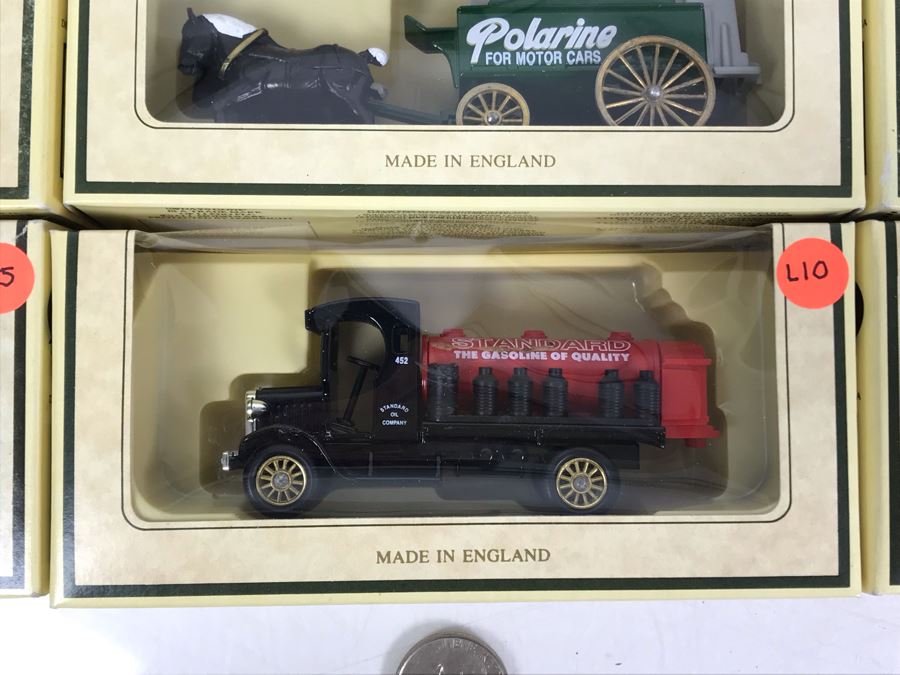 Polarine
FOR MOTOR CARS
MADE IN ENGLAND
5
L10
STANDARD
THE GASOLINE OF QUALITY
452
STANDARD
OIL
COMPANY
MADE IN ENGLAND